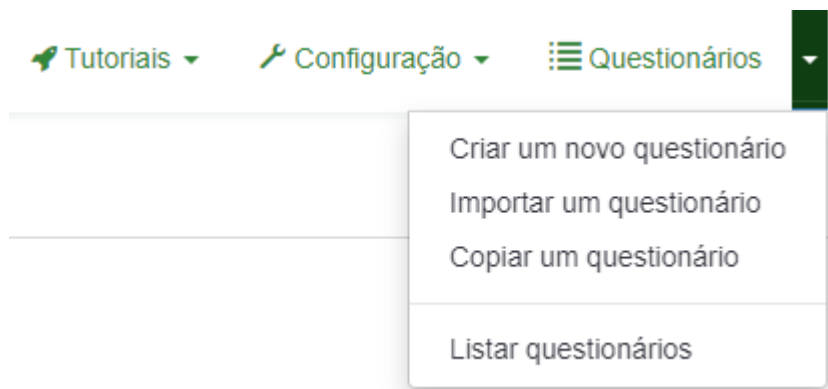 Tutoriais
Configuração
Questionários
Criar um novo questionário
Importar um questionário
Copiar um questionário
Listar questionários